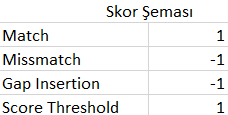 Skor Şeması
Match 1
Missmatch -1
Gap Insertion -1
Score Threshold 1